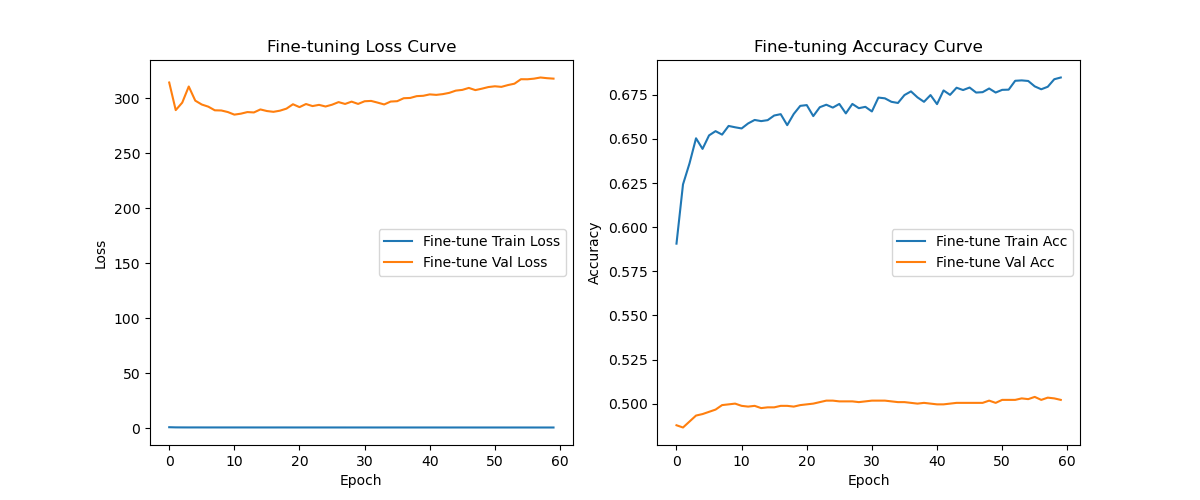 Fine-tuning Loss Curve
300
250
200
150
100
50
0
Loss
Fine-tune Train Loss
Fine-tune Val Loss
0 10 20 30 40 50 60
Epoch
Fine-tuning Accuracy Curve
0.675
0.650
0.625
0.600
0.575
0.550
0.525
0.500
Accuracy
Fine-tune Train Acc
Fine-tune Val Acc
0 10 20 30 40 50 60
Epoch